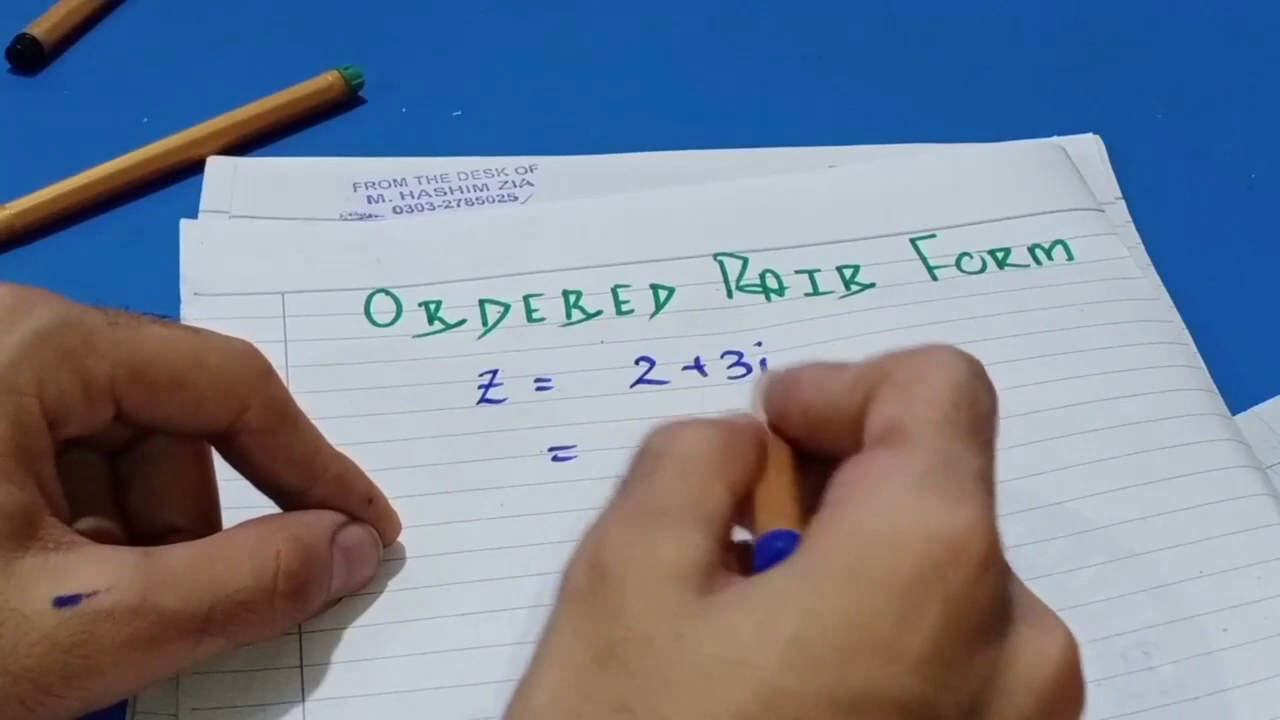 FROM THE DESK OF
M. HASHIM ZIA
0303-2785025
ORDERED PAIR FORM
z = 2 + 3i
=